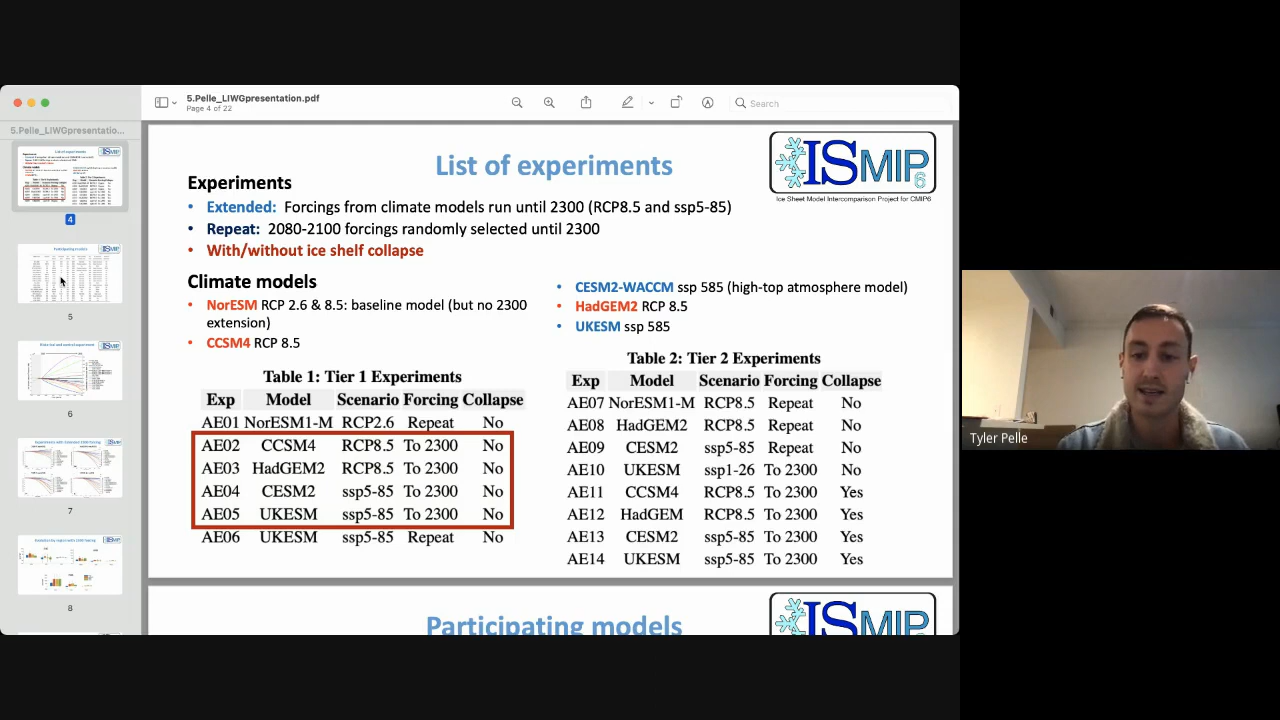 5.Pelle_LIWGpresentation.pdf
Page 4 of 22
Search
5.Pelle_LIWGpresentatio...
4
5
6
7
8
List of experiments
ISMIP6
Ice Sheet Model Intercomparison Project for CMIP6
Experiments
• Extended: Forcings from climate models run until 2300 (RCP8.5 and ssp5-85)
• Repeat: 2080-2100 forcings randomly selected until 2300
• With/without ice shelf collapse
Climate models
• NorESM RCP 2.6 & 8.5: baseline model (but no 2300
extension)
• CCSM4 RCP 8.5
• CESM2-WACCM ssp 585 (high-top atmosphere model)
• HadGEM2 RCP 8.5
• UKESM ssp 585
Table 1: Tier 1 Experiments
Exp Model Scenario Forcing Collapse
AE01 NorESM1-M RCP2.6 Repeat No
AE02 CCSM4 RCP8.5 To 2300 No
AE03 HadGEM2 RCP8.5 To 2300 No
AE04 CESM2 ssp5-85 To 2300 No
AE05 UKESM ssp5-85 To 2300 No
AE06 UKESM ssp5-85 Repeat No
Table 2: Tier 2 Experiments
Exp Model Scenario Forcing Collapse
AE07 NorESM1-M RCP8.5 Repeat No
AE08 HadGEM2 RCP8.5 Repeat No
AE09 CESM2 ssp5-85 Repeat No
AE10 UKESM ssp1-26 To 2300 No
AE11 CCSM4 RCP8.5 To 2300 Yes
AE12 HadGEM RCP8.5 To 2300 Yes
AE13 CESM2 ssp5-85 To 2300 Yes
AE14 UKESM ssp5-85 To 2300 Yes
Participating models
ISMIP
Tyler Pelle